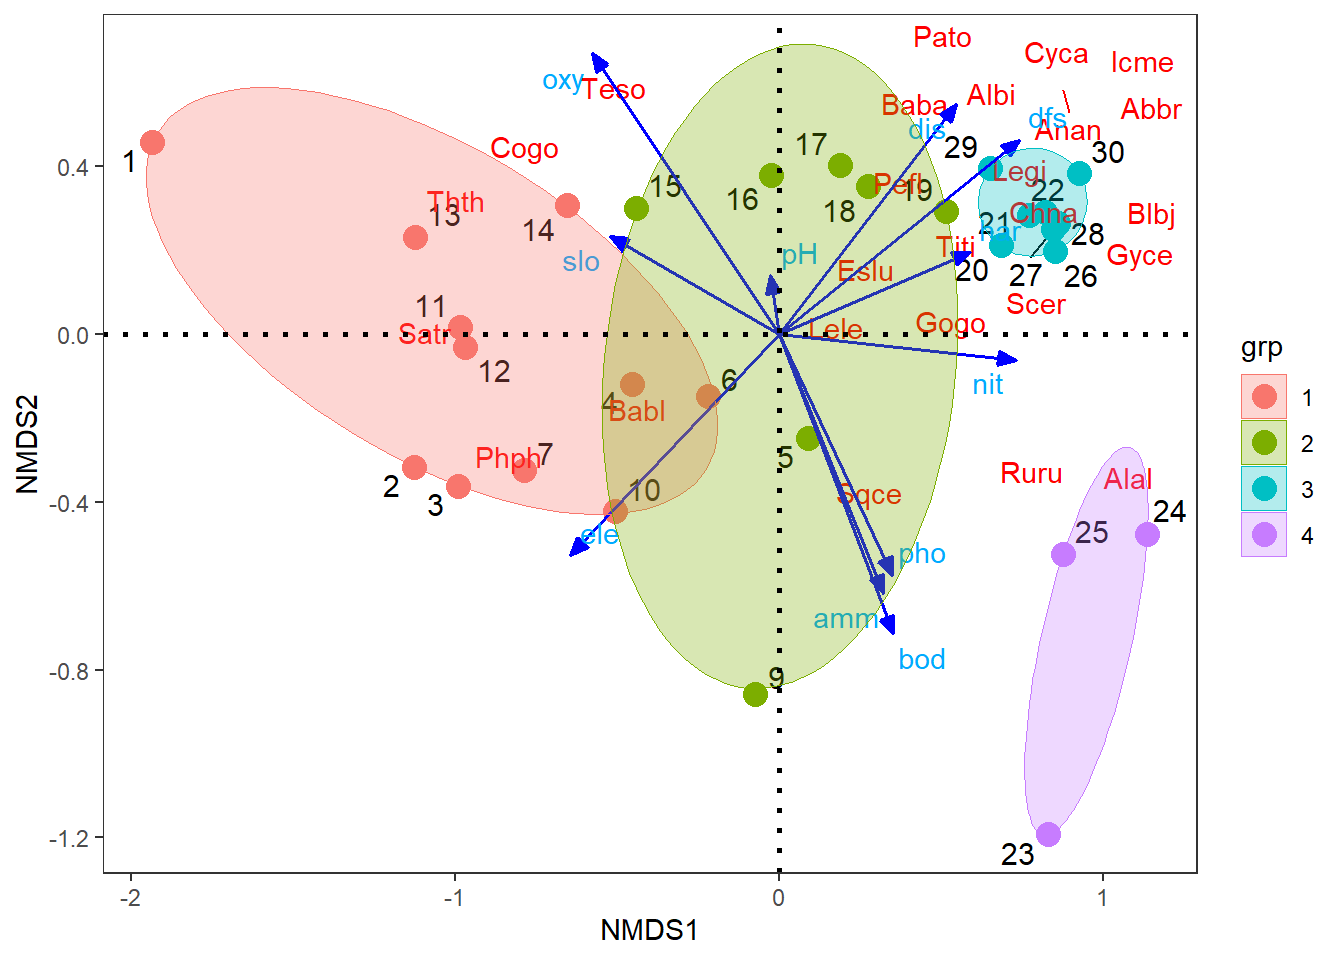 Pato
Cyca
Icme
oxy
Teso
Baba
Albi
Abbr
dis
dfs
Anan
1
Cogo
17
29
30
0.4
15
Pefl
19
Legi
16
22
Thth
13
18
Chna
Blbj
14
21
har
28
slo
pH
Titi
Gyce
Eslu
20
27
26
11
Scer
0.0
Satr
Lele
Gogo
12
6
nit
4
Babl
grp
1
2
3
4
NMDS2
Phph
7
5
2
3
10
Sqce
Ruru
Alal
-0.4
24
ele
25
pho
amm
bod
-0.8
9
-1.2
23
-2
-1
0
1
NMDS1